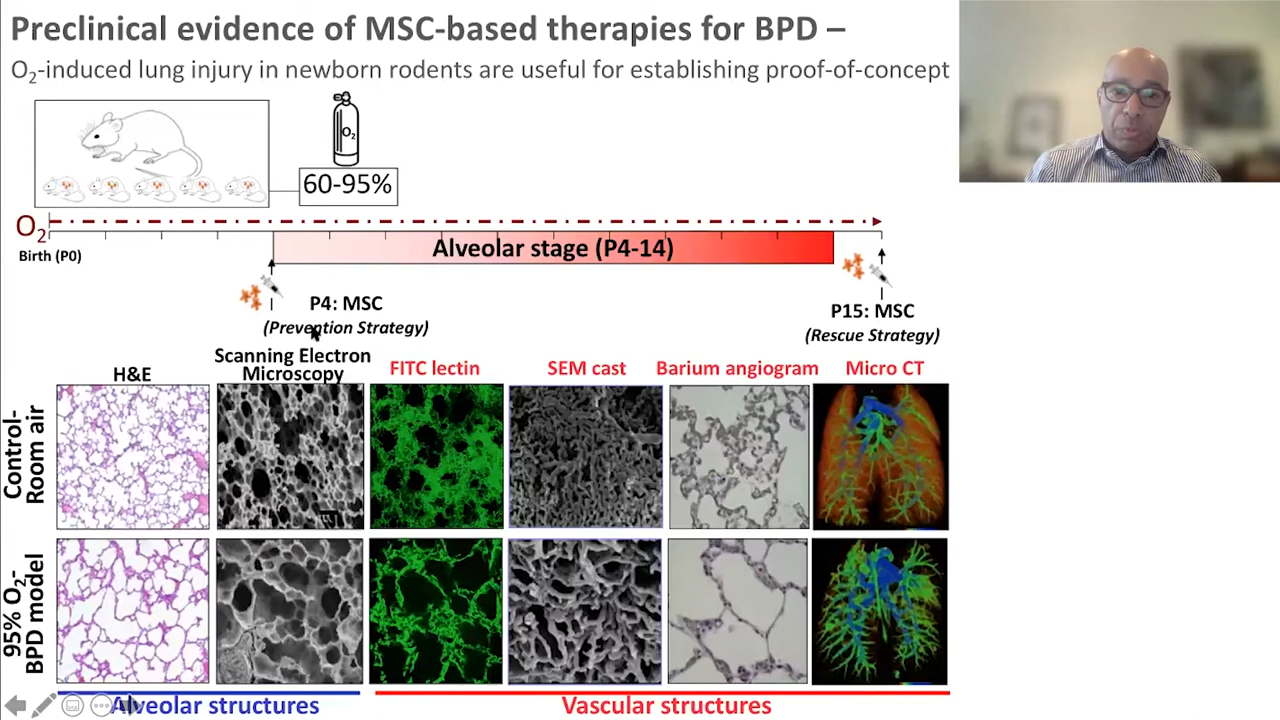 Preclinical evidence of MSC-based therapies for BPD –
O₂-induced lung injury in newborn rodents are useful for establishing proof-of-concept
O₂
60-95%
O₂
Birth (P0)
Alveolar stage (P4-14)
P4: MSC
(Prevention Strategy)
P15: MSC
(Rescue Strategy)
H&E
Scanning Electron
Microscopy
FITC lectin
SEM cast
Barium angiogram
Micro CT
Control-
Room air
95% O₂-
BPD model
Alveolar structures
Vascular structures